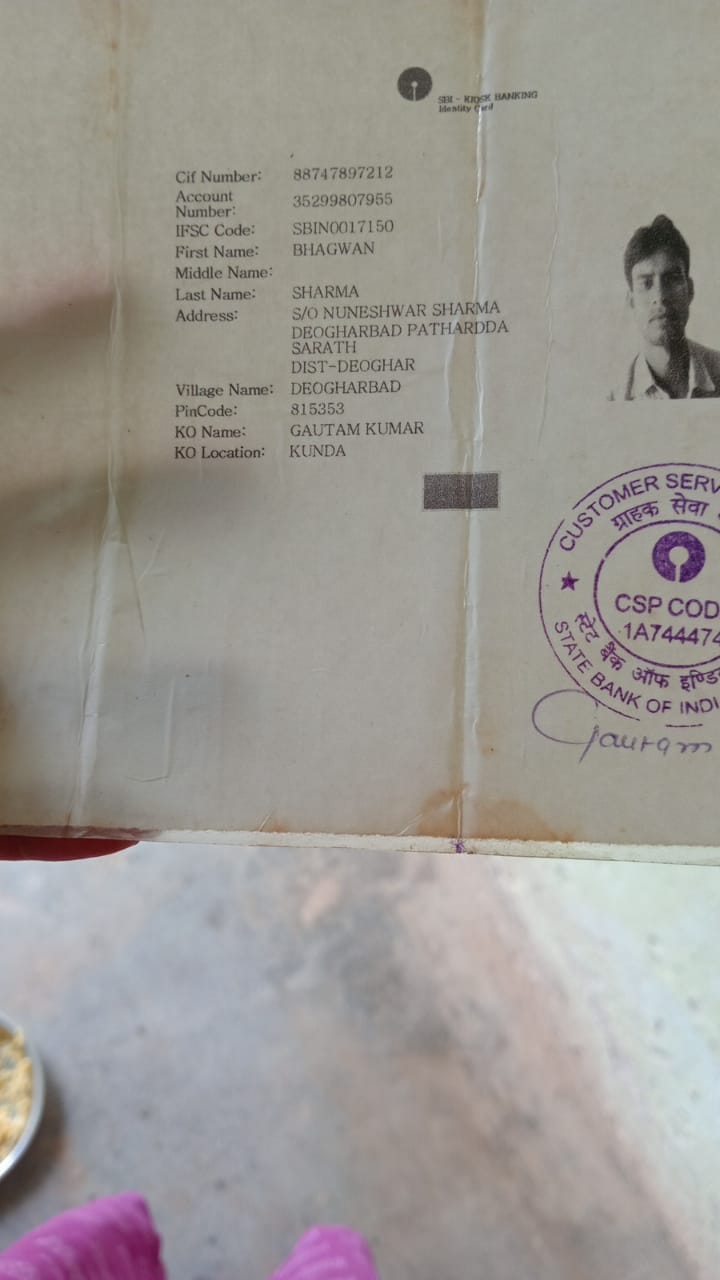 SBI - KIOSK BANKING
Identity Card
Cif Number: 88747897212
Account Number: 35299807955
IFSC Code: SBIN0017150
First Name: BHAGWAN
Middle Name:
Last Name: SHARMA
Address: S/O NUNESHWAR SHARMA
DEOGHARBAD PATHARDDA
SARATH
DIST-DEOGHAR
Village Name: DEOGHARBAD
PinCode: 815353
KO Name: GAUTAM KUMAR
KO Location: KUNDA
CUSTOMER SERV
ग्राहक सेवा
CSP COD
1A744474
स्टेट बैंक ऑफ इण्डि
STATE BANK OF INDI
Gautam